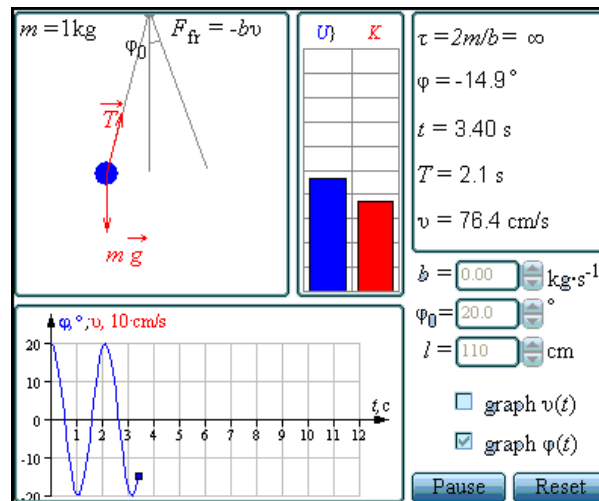 m = 1kg
F_fr = -bυ
φ₀
T
m g
U} K
τ = 2m/b = ∞
φ = -14.9°
t = 3.40 s
T = 2.1 s
υ = 76.4 cm/s
b = 0.00 kg·s⁻¹
φ₀ = 20.0 °
l = 110 cm
graph υ(t)
graph φ(t)
Pause Reset
φ,°; υ, 10·cm/s
20
10
0
-10
-20
1 2 3 4 5 6 7 8 9 10 11 12
t, c